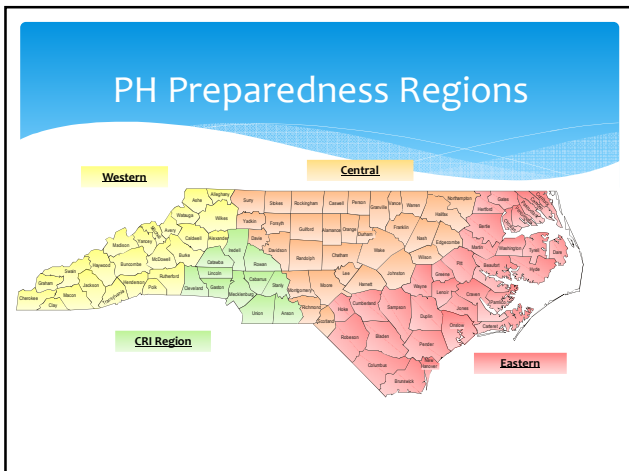 PH Preparedness Regions
Western
Central
Alleghany
Ashe
Surry
Stokes
Rockingham
Caswell
Person
Granville
Vance
Warren
Northampton
Gates
Hertford
Halifax
Watauga
Wilkes
Yadkin
Forsyth
Guilford
Alamance
Orange
Durham
Franklin
Nash
Edgecombe
Bertie
Avery
Caldwell
Alexander
Iredell
Davie
Davidson
Randolph
Chatham
Wake
Wilson
Martin
Washington
Tyrrell
Dare
Madison
Yancey
McDowell
Burke
Catawba
Rowan
Johnston
Pitt
Beaufort
Hyde
Haywood
Buncombe
Rutherford
Lincoln
Cabarrus
Stanly
Montgomery
Moore
Lee
Harnett
Wayne
Greene
Lenoir
Craven
Pamlico
Swain
Graham
Jackson
Henderson
Polk
Cleveland
Gaston
Mecklenburg
Cherokee
Macon
Clay
Transylvania
Union
Anson
Richmond
Scotland
Hoke
Cumberland
Sampson
Duplin
Jones
Onslow
Carteret
Robeson
Bladen
Pender
New
Hanover
Columbus
Brunswick
CRI Region
Eastern